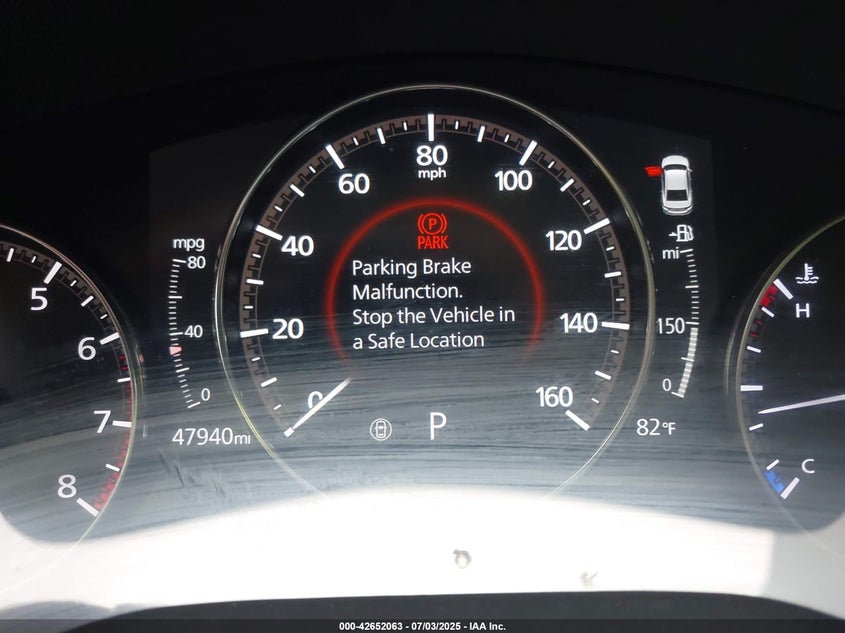 80
mph
60
100
40
120
20
140
0
160
PARK
Parking Brake
Malfunction.
Stop the Vehicle in
a Safe Location
P
mpg
80
40
0
47940mi
5
6
7
8
mi
150
0
82°F
H
C
000-42652063 - 07/03/2025 - IAA Inc.